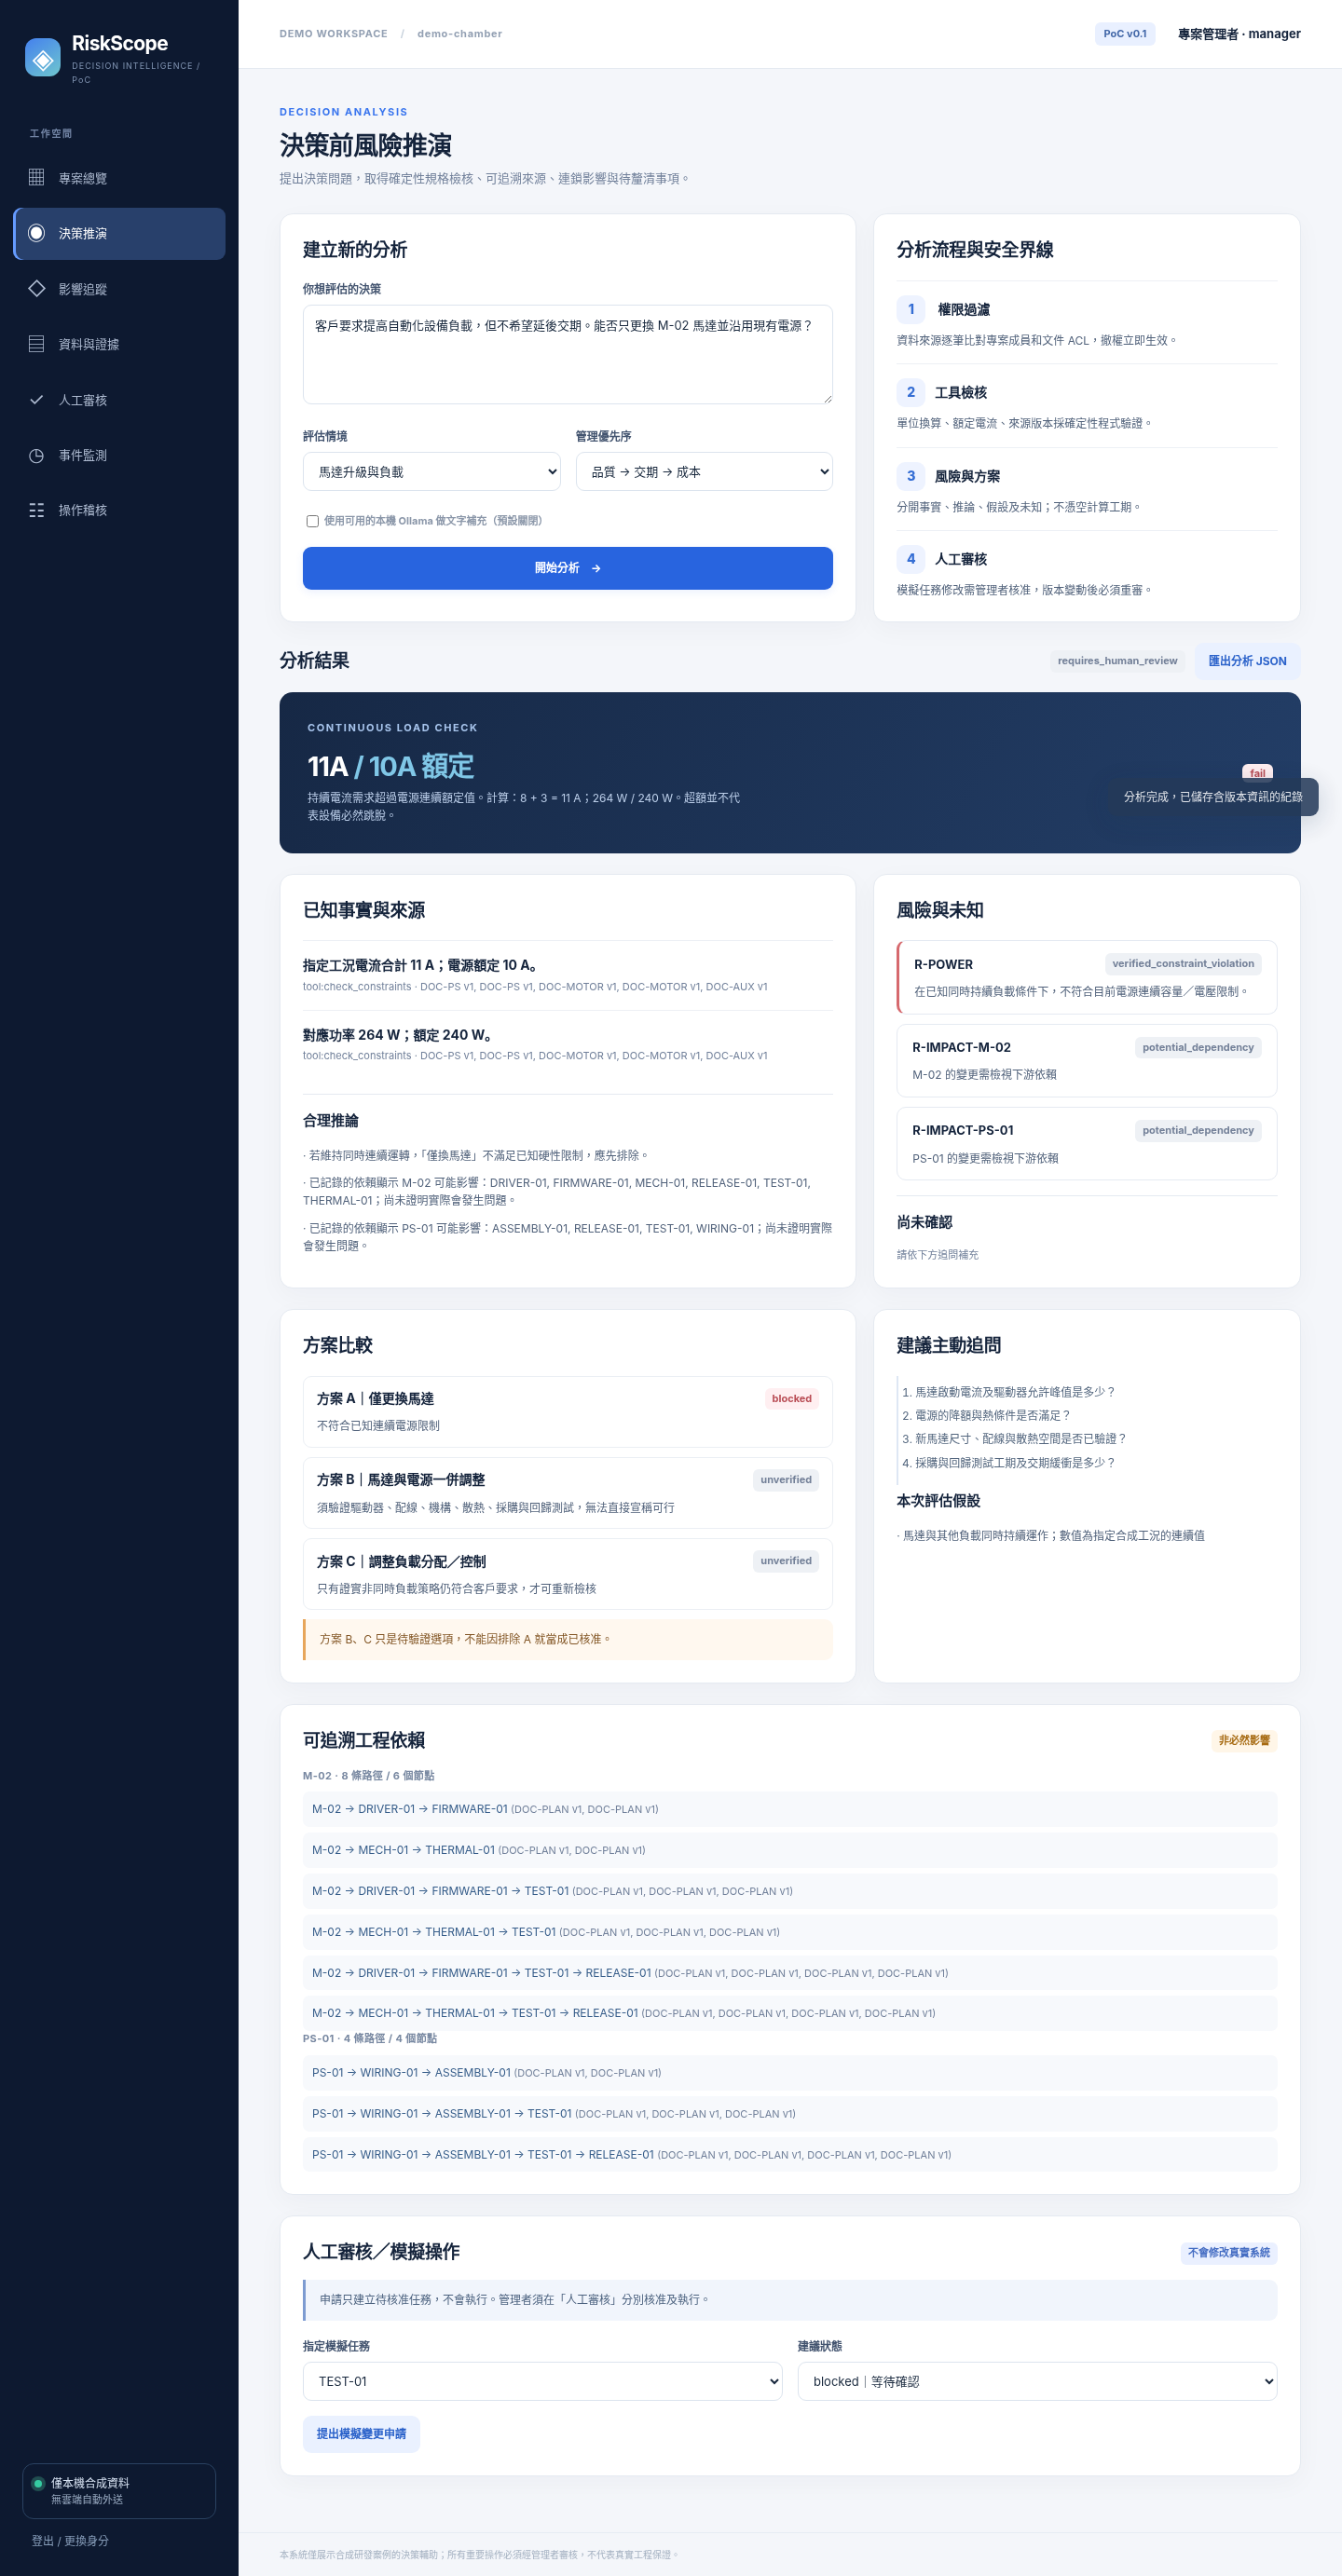 RiskScope
DECISION INTELLIGENCE /
PoC
工作空間
專案總覽
決策推演
影響追蹤
資料與證據
人工審核
事件監測
操作稽核
僅本機合成資料
無雲端自動外送
登出 / 更換身分
DEMO WORKSPACE / demo-chamber
PoC v0.1
專案管理者 · manager
DECISION ANALYSIS
決策前風險推演
提出決策問題，取得確定性規格檢核、可追溯來源、連鎖影響與待釐清事項。
建立新的分析
你想評估的決策
客戶要求提高自動化設備負載，但不希望延後交期。能否只更換 M-02 馬達並沿用現有電源？
評估情境
管理優先序
馬達升級與負載
品質 → 交期 → 成本
使用可用的本機 Ollama 做文字補充（預設關閉）
開始分析 →
分析流程與安全界線
1 權限過濾
資料來源逐筆比對專案成員和文件 ACL，撤權立即生效。
2 工具檢核
單位換算、額定電流、來源版本採確定性程式驗證。
3 風險與方案
分開事實、推論、假設及未知；不憑空計算工期。
4 人工審核
模擬任務修改需管理者核准，版本變動後必須重審。
分析結果
requires_human_review
匯出分析 JSON
CONTINUOUS LOAD CHECK
11A / 10A 額定
持續電流需求超過電源連續額定值。計算：8 + 3 = 11 A；264 W / 240 W。超額並不代
表設備必然跳脫。
fail
分析完成，已儲存含版本資訊的紀錄
已知事實與來源
指定工況電流合計 11 A；電源額定 10 A。
tool:check_constraints · DOC-PS v1, DOC-PS v1, DOC-MOTOR v1, DOC-MOTOR v1, DOC-AUX v1
對應功率 264 W；額定 240 W。
tool:check_constraints · DOC-PS v1, DOC-PS v1, DOC-MOTOR v1, DOC-MOTOR v1, DOC-AUX v1
合理推論
· 若維持同時連續運轉，「僅換馬達」不滿足已知硬性限制，應先排除。
· 已記錄的依賴顯示 M-02 可能影響：DRIVER-01, FIRMWARE-01, MECH-01, RELEASE-01, TEST-01,
THERMAL-01；尚未證明實際會發生問題。
· 已記錄的依賴顯示 PS-01 可能影響：ASSEMBLY-01, RELEASE-01, TEST-01, WIRING-01；尚未證明實際
會發生問題。
風險與未知
R-POWER
verified_constraint_violation
在已知同時持續負載條件下，不符合目前電源連續容量／電壓限制。
R-IMPACT-M-02
potential_dependency
M-02 的變更需檢視下游依賴
R-IMPACT-PS-01
potential_dependency
PS-01 的變更需檢視下游依賴
尚未確認
請依下方追問補充
方案比較
方案 A｜僅更換馬達
blocked
不符合已知連續電源限制
方案 B｜馬達與電源一併調整
unverified
須驗證驅動器、配線、機構、散熱、採購與回歸測試，無法直接宣稱可行
方案 C｜調整負載分配／控制
unverified
只有證實非同時負載策略仍符合客戶要求，才可重新檢核
方案 B、C 只是待驗證選項，不能因排除 A 就當成已核准。
建議主動追問
1. 馬達啟動電流及驅動器允許峰值是多少？
2. 電源的降額與熱條件是否滿足？
3. 新馬達尺寸、配線與散熱空間是否已驗證？
4. 採購與回歸測試工期及交期緩衝是多少？
本次評估假設
· 馬達與其他負載同時持續運作；數值為指定合成工況的連續值
可追溯工程依賴
非必然影響
M-02 · 8 條路徑 / 6 個節點
M-02 → DRIVER-01 → FIRMWARE-01 (DOC-PLAN v1, DOC-PLAN v1)
M-02 → MECH-01 → THERMAL-01 (DOC-PLAN v1, DOC-PLAN v1)
M-02 → DRIVER-01 → FIRMWARE-01 → TEST-01 (DOC-PLAN v1, DOC-PLAN v1, DOC-PLAN v1)
M-02 → MECH-01 → THERMAL-01 → TEST-01 (DOC-PLAN v1, DOC-PLAN v1, DOC-PLAN v1)
M-02 → DRIVER-01 → FIRMWARE-01 → TEST-01 → RELEASE-01 (DOC-PLAN v1, DOC-PLAN v1, DOC-PLAN v1, DOC-PLAN v1)
M-02 → MECH-01 → THERMAL-01 → TEST-01 → RELEASE-01 (DOC-PLAN v1, DOC-PLAN v1, DOC-PLAN v1, DOC-PLAN v1)
PS-01 · 4 條路徑 / 4 個節點
PS-01 → WIRING-01 → ASSEMBLY-01 (DOC-PLAN v1, DOC-PLAN v1)
PS-01 → WIRING-01 → ASSEMBLY-01 → TEST-01 (DOC-PLAN v1, DOC-PLAN v1, DOC-PLAN v1)
PS-01 → WIRING-01 → ASSEMBLY-01 → TEST-01 → RELEASE-01 (DOC-PLAN v1, DOC-PLAN v1, DOC-PLAN v1, DOC-PLAN v1)
人工審核／模擬操作
不會修改真實系統
申請只建立待核准任務，不會執行。管理者須在「人工審核」分別核准及執行。
指定模擬任務
建議狀態
TEST-01
blocked｜等待確認
提出模擬變更申請
本系統僅展示合成研發案例的決策輔助；所有重要操作必須經管理者審核，不代表真實工程保證。